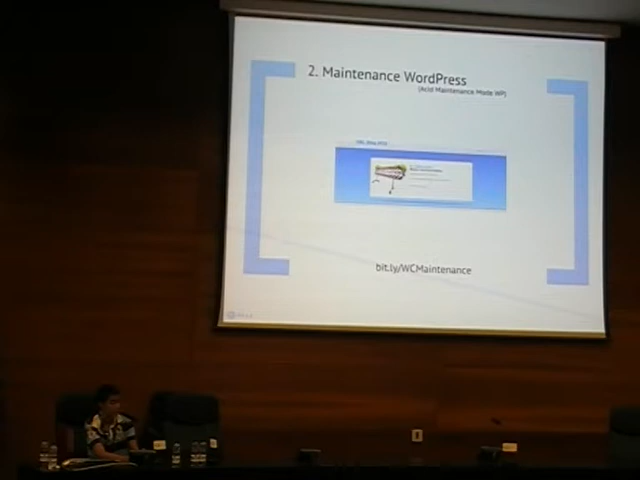 2. Maintenance WordPress
(Acid Maintenance Mode WP)
bit.ly/WCMaintenance